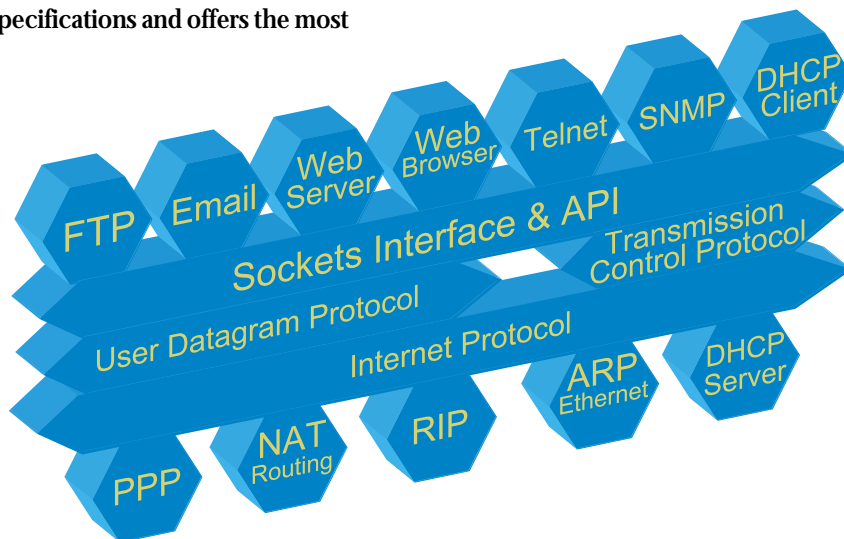 pecifications and offers the most
FTP
Email
Web
Server
Web
Browser
Telnet
SNMP
DHCP
Client
Sockets Interface & API
User Datagram Protocol
Transmission
Control Protocol
Internet Protocol
PPP
NAT
Routing
RIP
ARP
Ethernet
DHCP
Server